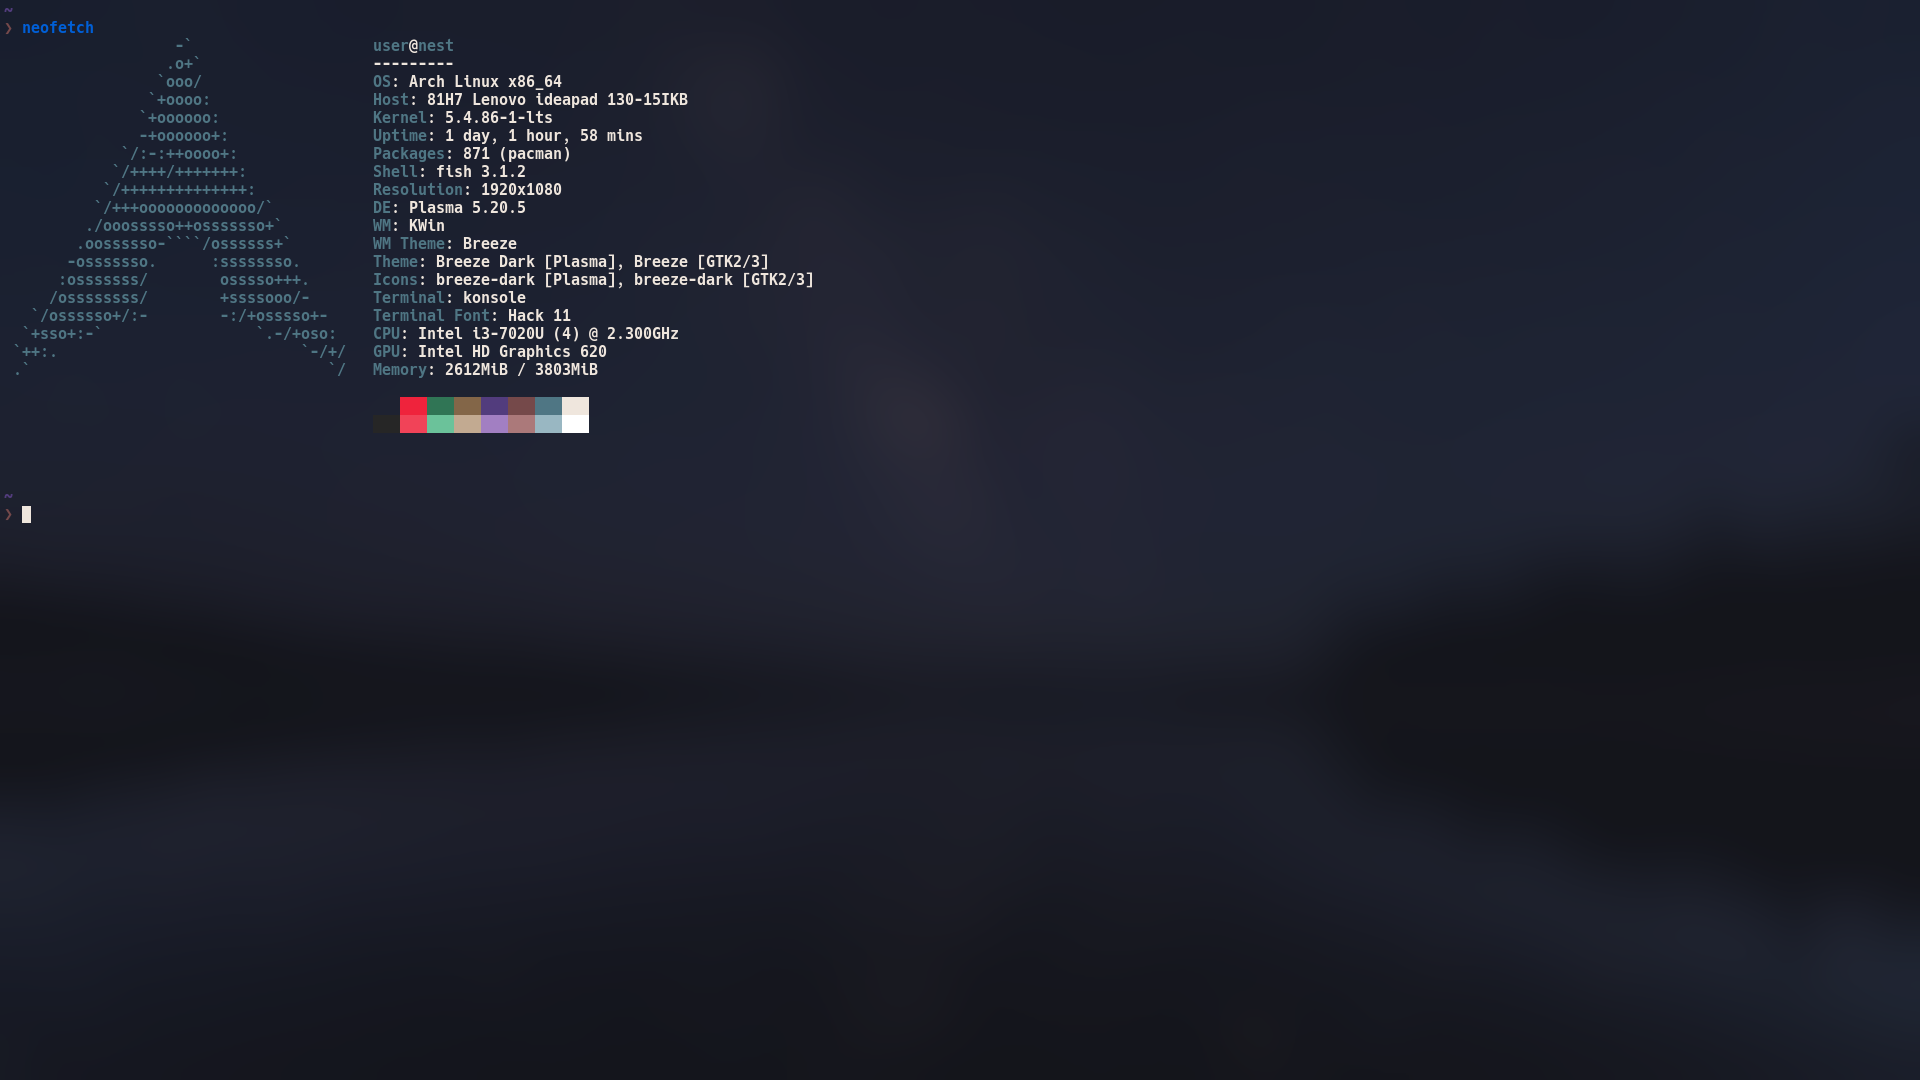 ~
❯ neofetch
                   -`                    user@nest
                  .o+`                   ---------
                 `ooo/                   OS: Arch Linux x86_64
                `+oooo:                  Host: 81H7 Lenovo ideapad 130-15IKB
               `+oooooo:                 Kernel: 5.4.86-1-lts
               -+oooooo+:                Uptime: 1 day, 1 hour, 58 mins
             `/:-:++oooo+:               Packages: 871 (pacman)
            `/++++/+++++++:              Shell: fish 3.1.2
           `/++++++++++++++:             Resolution: 1920x1080
          `/+++ooooooooooooo/`           DE: Plasma 5.20.5
         ./ooosssso++osssssso+`          WM: KWin
        .oossssso-````/ossssss+`         WM Theme: Breeze
       -osssssso.      :ssssssso.        Theme: Breeze Dark [Plasma], Breeze [GTK2/3]
      :osssssss/        osssso+++.       Icons: breeze-dark [Plasma], breeze-dark [GTK2/3]
     /ossssssss/        +ssssooo/-       Terminal: konsole
   `/ossssso+/:-        -:/+osssso+-     Terminal Font: Hack 11
  `+sso+:-`                 `.-/+oso:    CPU: Intel i3-7020U (4) @ 2.300GHz
 `++:.                           `-/+/   GPU: Intel HD Graphics 620
 .`                                 `/   Memory: 2612MiB / 3803MiB
~
❯